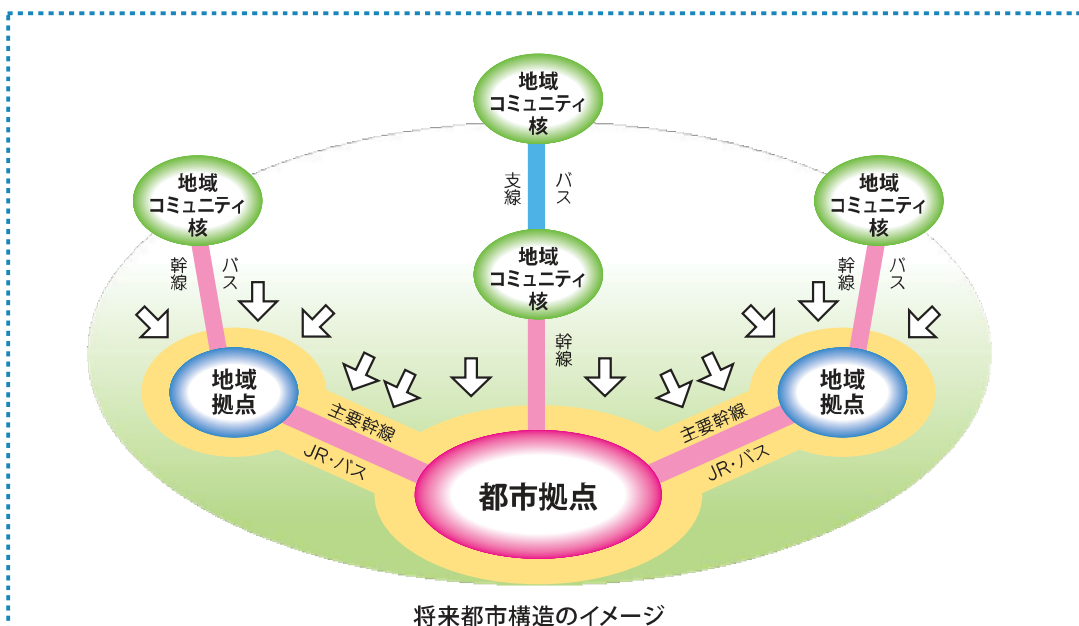 地域
コミュニティ
核
支線
バス
地域
コミュニティ
核
地域
コミュニティ
核
地域
コミュニティ
核
幹線
バス
幹線
幹線
バス
地域
拠点
地域
拠点
主要幹線
JR・バス
主要幹線
JR・バス
都市拠点
将来都市構造のイメージ